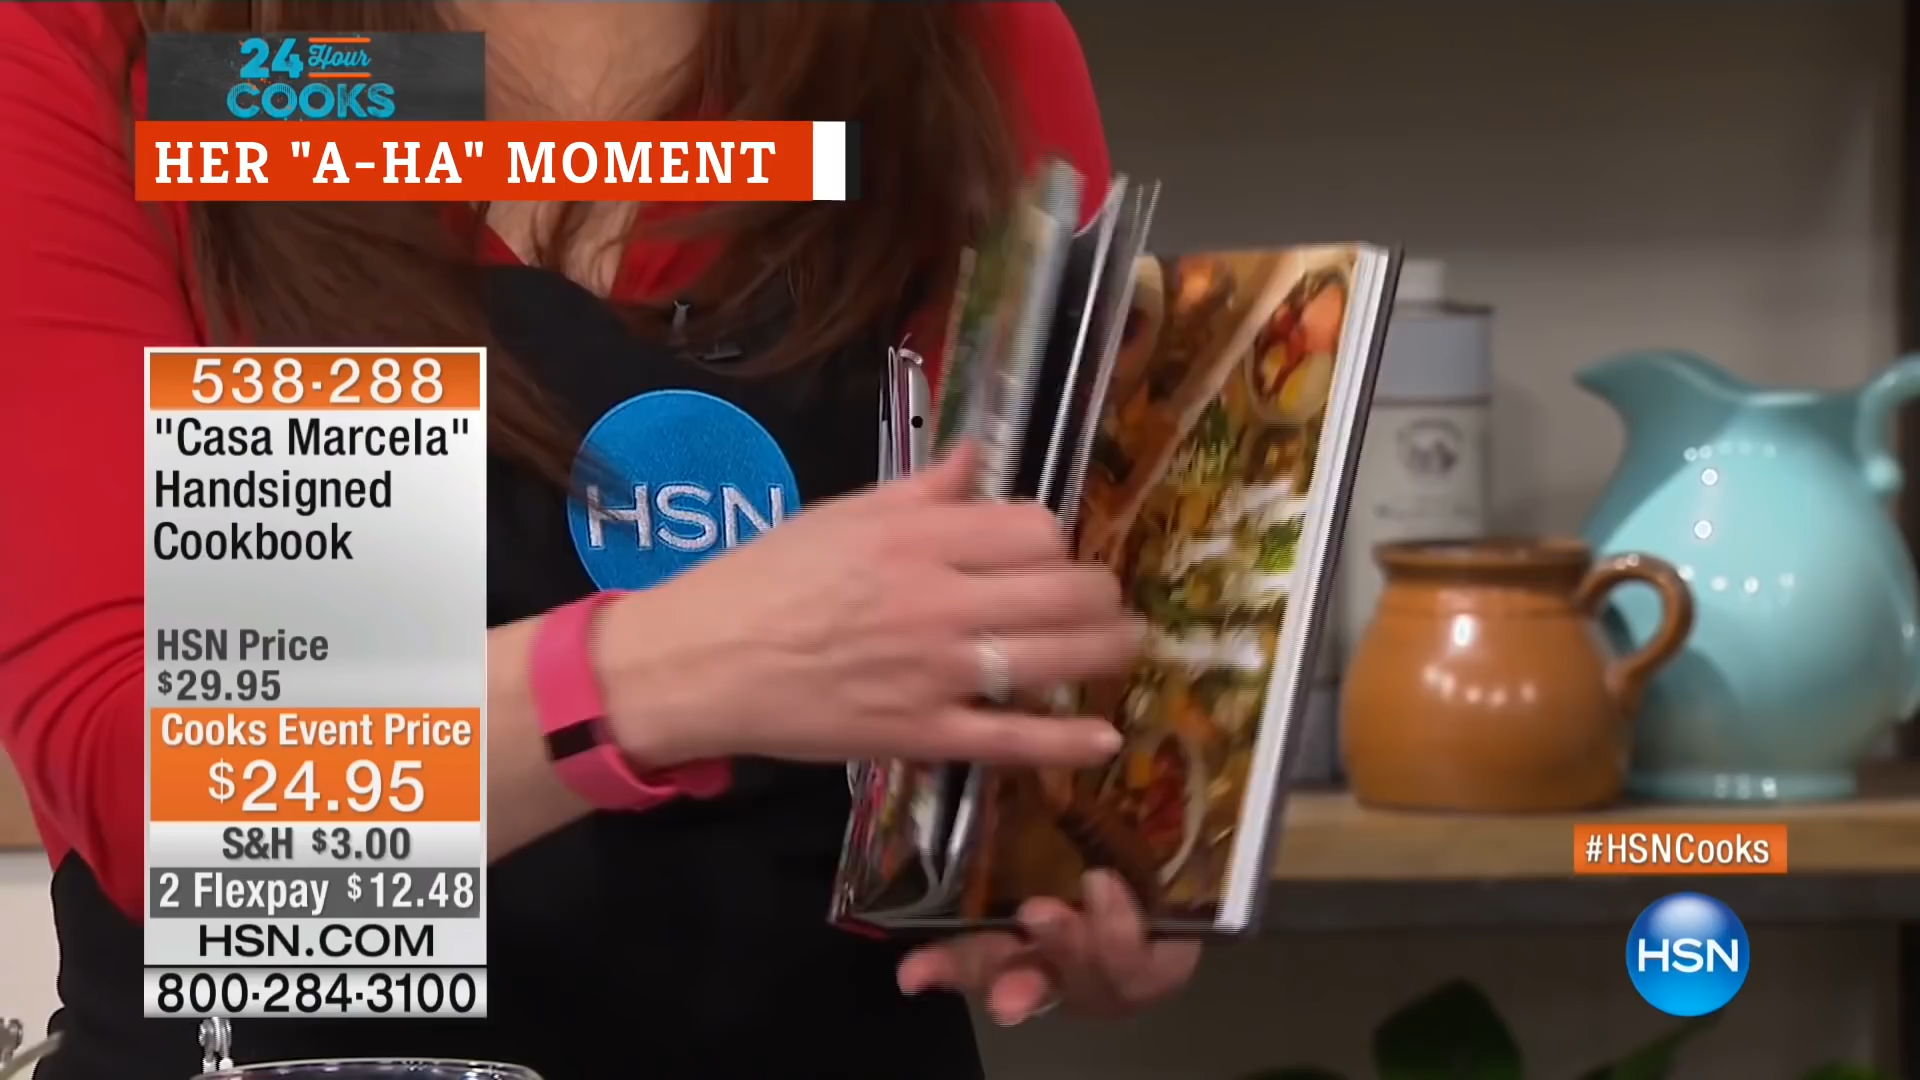 24 Hour
COOKS
HER "A-HA" MOMENT
538-288
"Casa Marcela"
Handsigned
Cookbook
HSN Price
$29.95
Cooks Event Price
$24.95
S&H $3.00
2 Flexpay $12.48
HSN.COM
800-284-3100
HSN
#HSNCooks
HSN